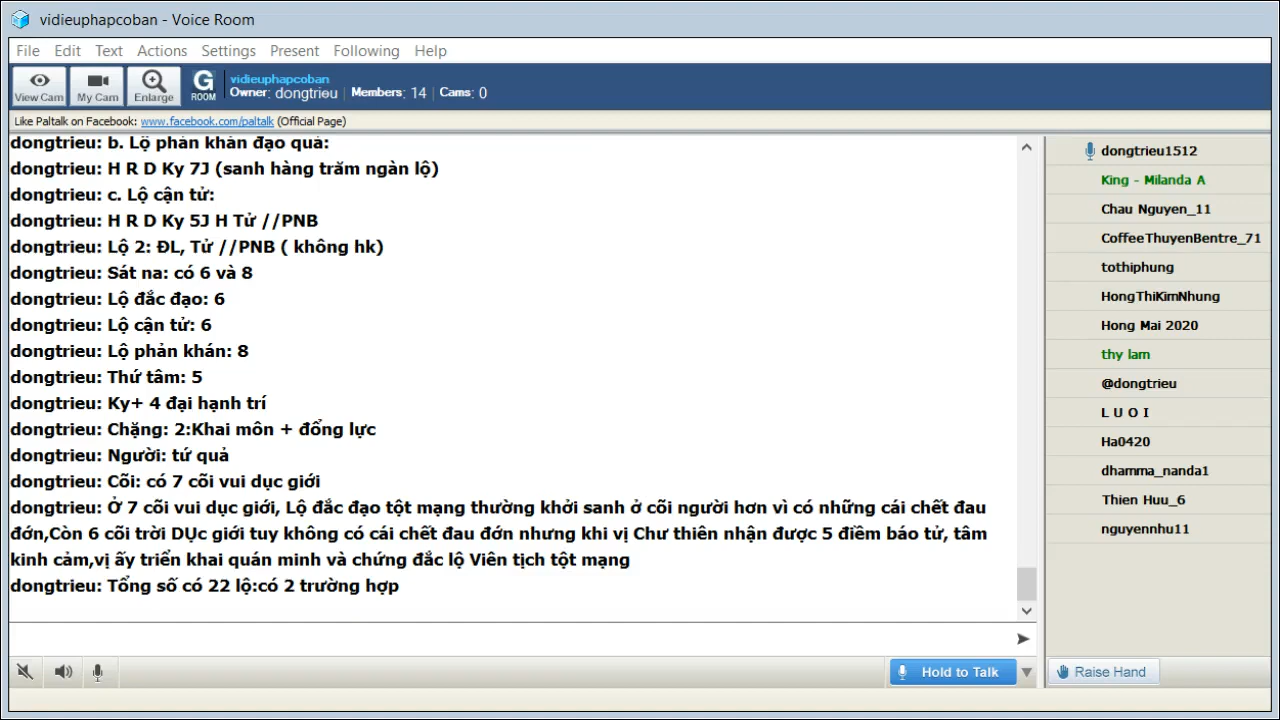 vidieuphapcoban - Voice Room
File Edit Text Actions Settings Present Following Help
View Cam My Cam Enlarge G ROOM
vidieuphapcoban
Owner: dongtrieu | Members: 14 | Cams: 0
Like Paltalk on Facebook: www.facebook.com/paltalk (Official Page)
dongtrieu: b. Lộ phản khán đạo quả:
dongtrieu: H R D Ky 7J (sanh hàng trăm ngàn lộ)
dongtrieu: c. Lộ cận tử:
dongtrieu: H R D Ky 5J H Tử //PNB
dongtrieu: Lộ 2: ĐL, Tử //PNB ( không hk)
dongtrieu: Sát na: có 6 và 8
dongtrieu: Lộ đắc đạo: 6
dongtrieu: Lộ cận tử: 6
dongtrieu: Lộ phản khán: 8
dongtrieu: Thứ tâm: 5
dongtrieu: Ky+ 4 đại hạnh trí
dongtrieu: Chặng: 2:Khai môn + đổng lực
dongtrieu: Người: tứ quả
dongtrieu: Cõi: có 7 cõi vui dục giới
dongtrieu: Ở 7 cõi vui dục giới, Lộ đắc đạo tột mạng thường khởi sanh ở cõi người hơn vì có những cái chết đau
đớn,Còn 6 cõi trời DỤc giới tuy không có cái chết đau đớn nhưng khi vị Chư thiên nhận được 5 điềm báo tử, tâm
kinh cảm,vị ấy triển khai quán minh và chứng đắc lộ Viên tịch tột mạng
dongtrieu: Tổng số có 22 lộ:có 2 trường hợp
Hold to Talk
dongtrieu1512
King - Milanda A
Chau Nguyen_11
CoffeeThuyenBentre_71
tothiphung
HongThiKimNhung
Hong Mai 2020
thy lam
@dongtrieu
L U O I
Ha0420
dhamma_nanda1
Thien Huu_6
nguyennhu11
Raise Hand